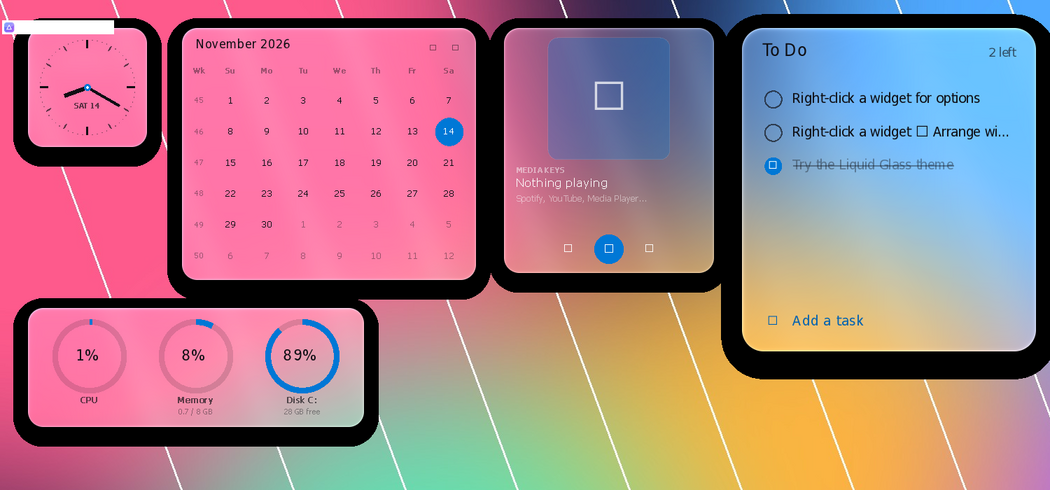 SAT 14
November 2026
Wk Su Mo Tu We Th Fr Sa
45 1 2 3 4 5 6 7
46 8 9 10 11 12 13 14
47 15 16 17 18 19 20 21
48 22 23 24 25 26 27 28
49 29 30 1 2 3 4 5
50 6 7 8 9 10 11 12
MEDIA KEYS
Nothing playing
Spotify, YouTube, Media Player...
To Do
2 left
Right-click a widget for options
Right-click a widget □ Arrange wi...
Try the Liquid Glass theme
Add a task
1% 8% 89%
CPU Memory Disk C:
0.7 / 8 GB 28 GB free